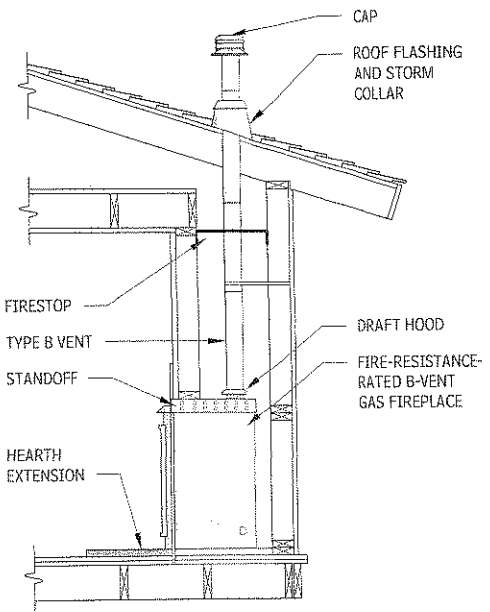 CAP
ROOF FLASHING
AND STORM
COLLAR
FIRESTOP
TYPE B VENT
STANDOFF
HEARTH
EXTENSION
DRAFT HOOD
FIRE-RESISTANCE-
RATED B-VENT
GAS FIREPLACE